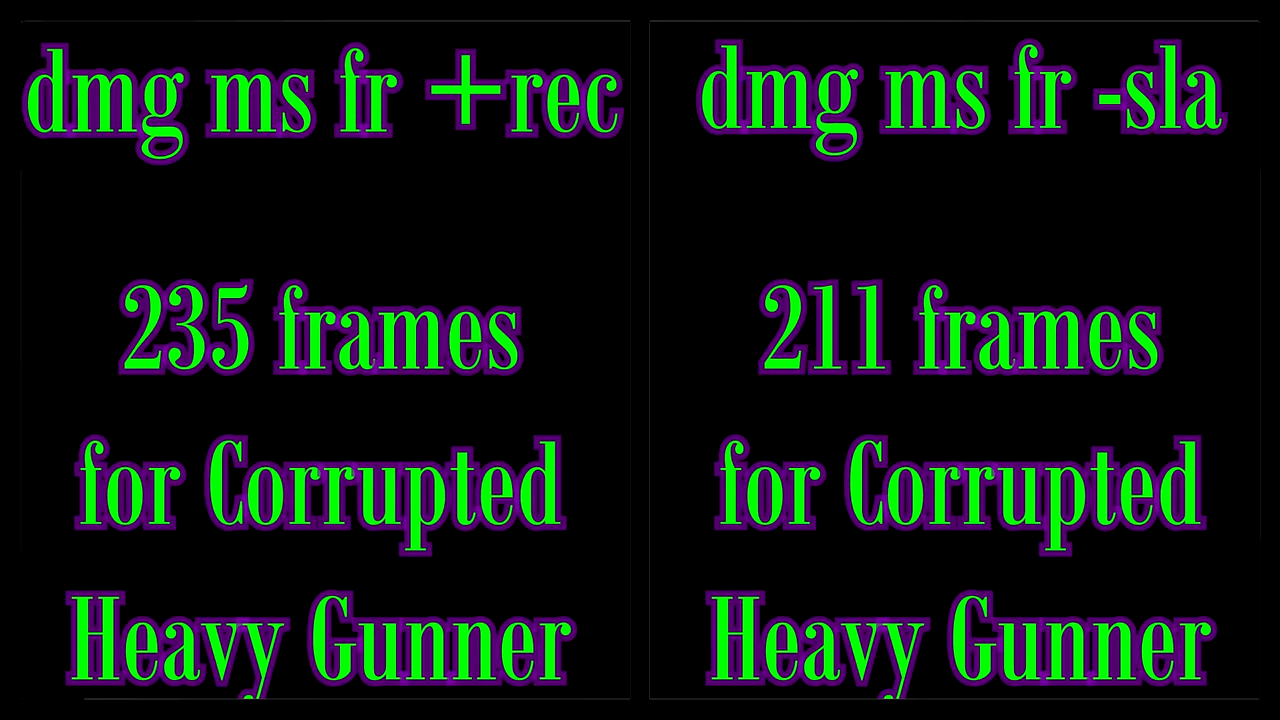 dmg ms fr +rec
235 frames
for Corrupted
Heavy Gunner
dmg ms fr -sla
211 frames
for Corrupted
Heavy Gunner